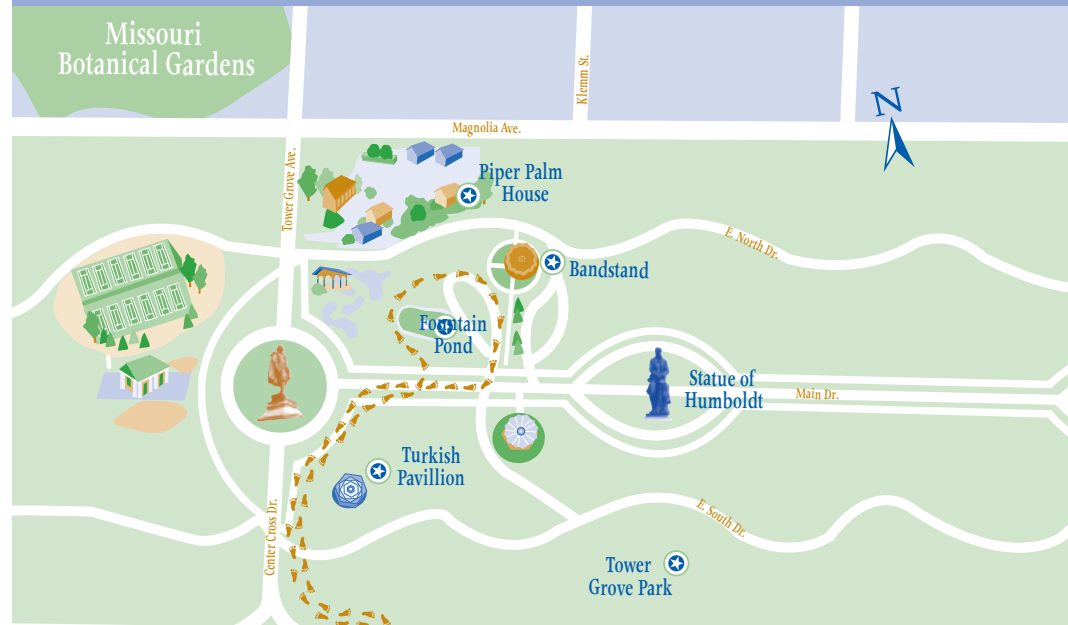 Missouri
Botanical Gardens
Klemm St.
Magnolia Ave.
N
Tower Grove Ave.
Piper Palm
House
E. North Dr.
Bandstand
Fountain
Pond
Statue of
Humboldt
Main Dr.
Turkish
Pavillion
Center Cross Dr.
E. South Dr.
Tower
Grove Park